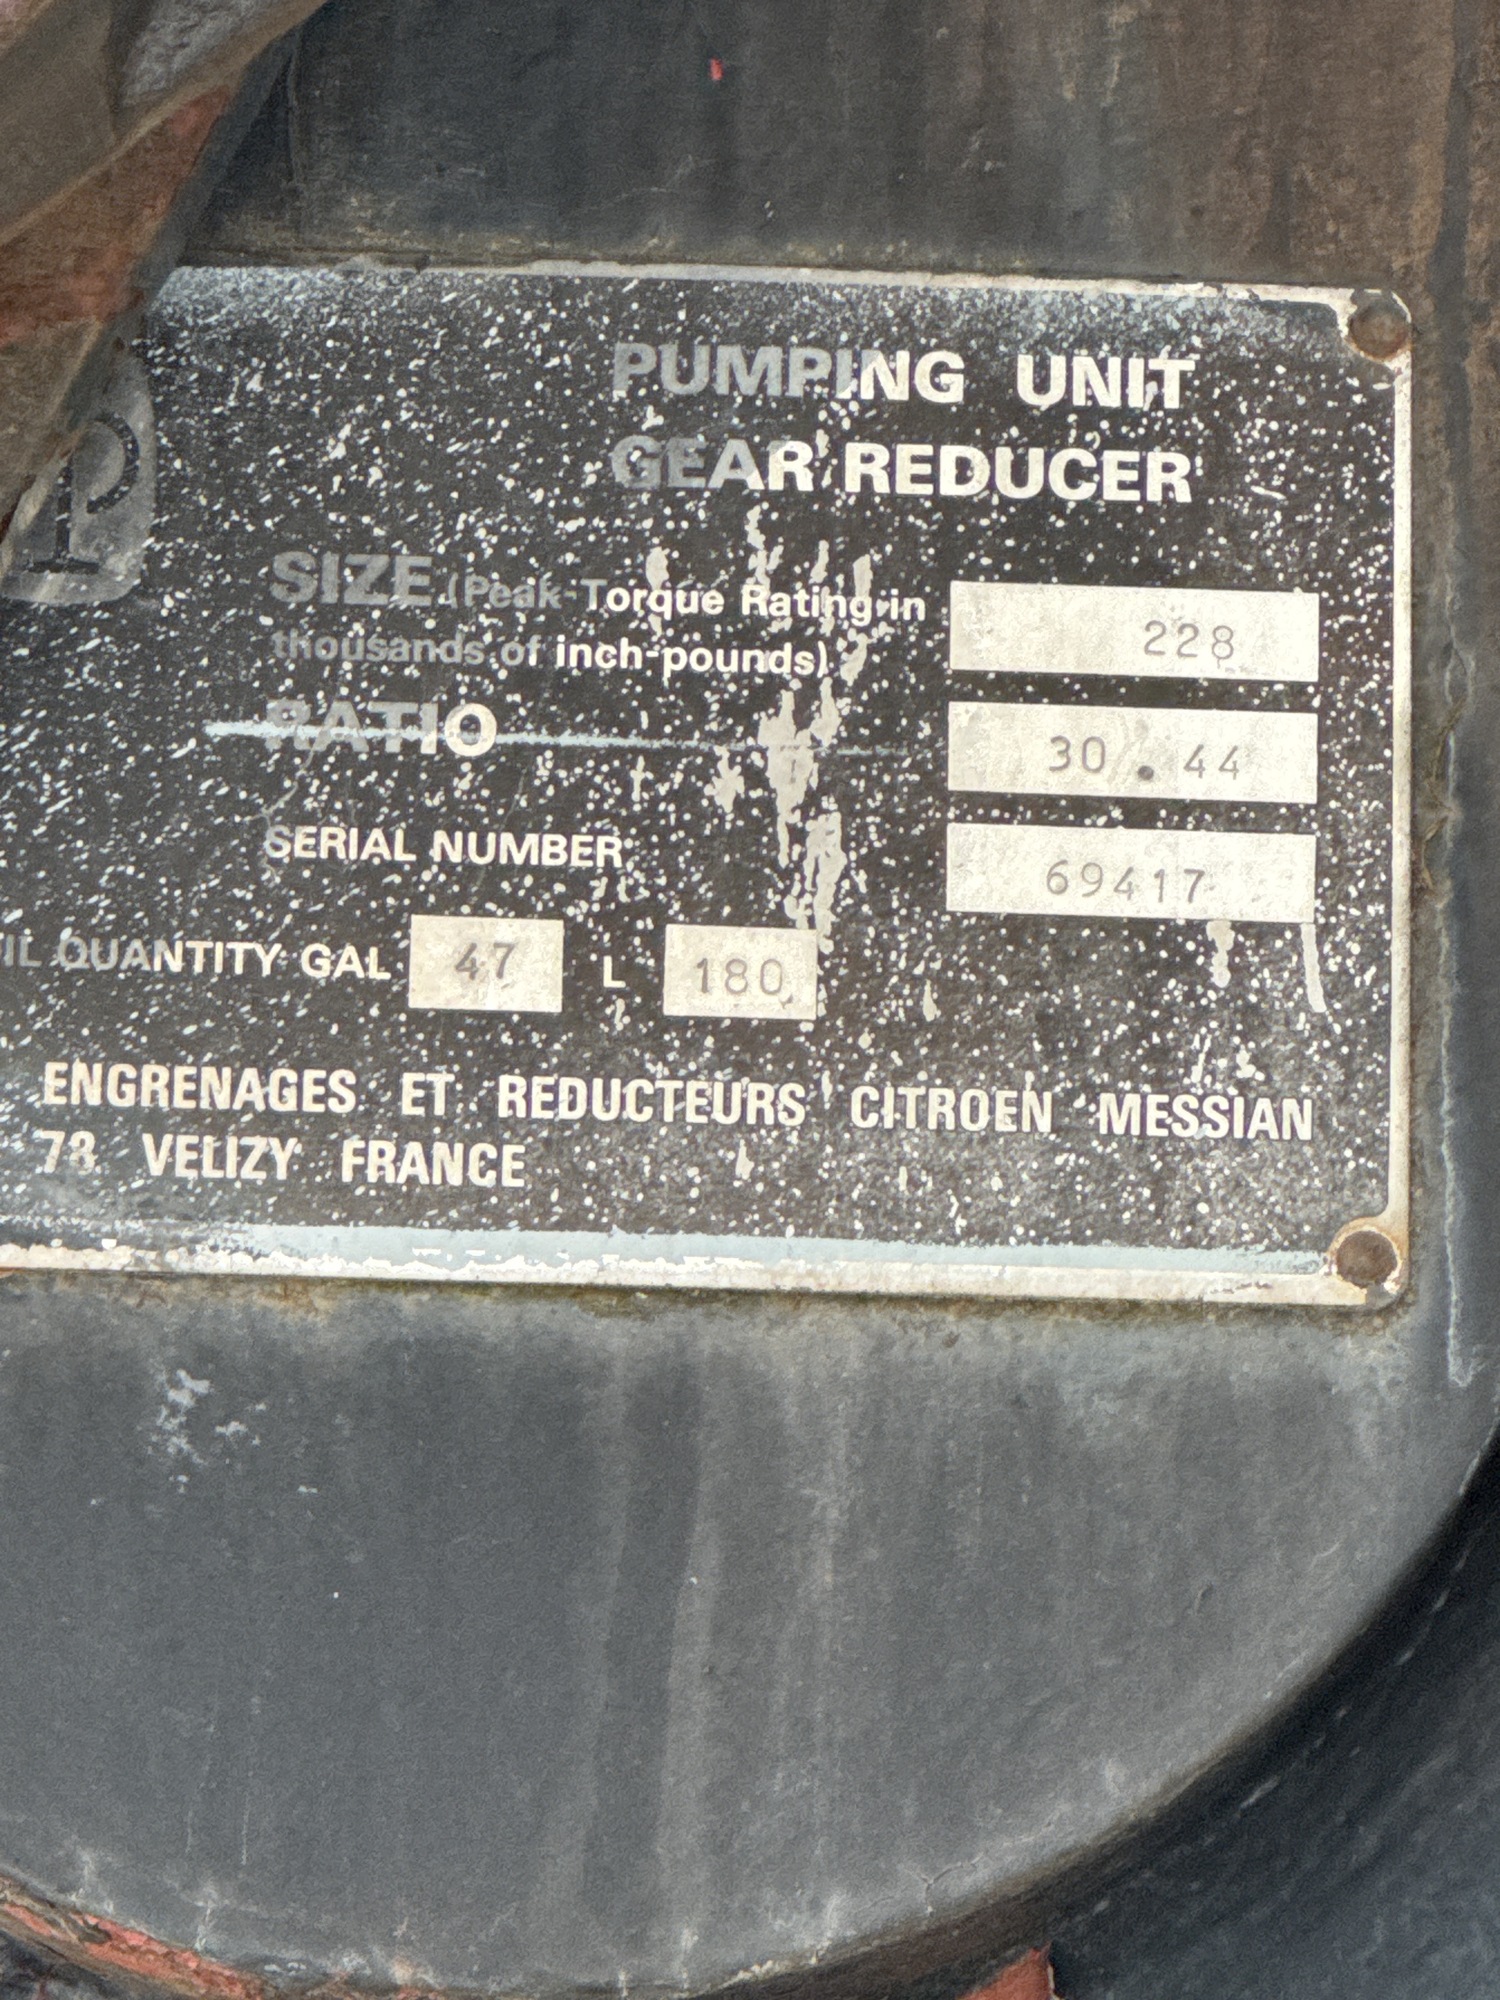 PUMPING UNIT
GEAR REDUCER
SIZE (Peak-Torque Rating in 228
thousands of inch-pounds)
RATIO 30.44
SERIAL NUMBER 69417
IL QUANTITY GAL 47 L 180
ENGRENAGES ET REDUCTEURS CITROEN MESSIAN
78 VELIZY FRANCE